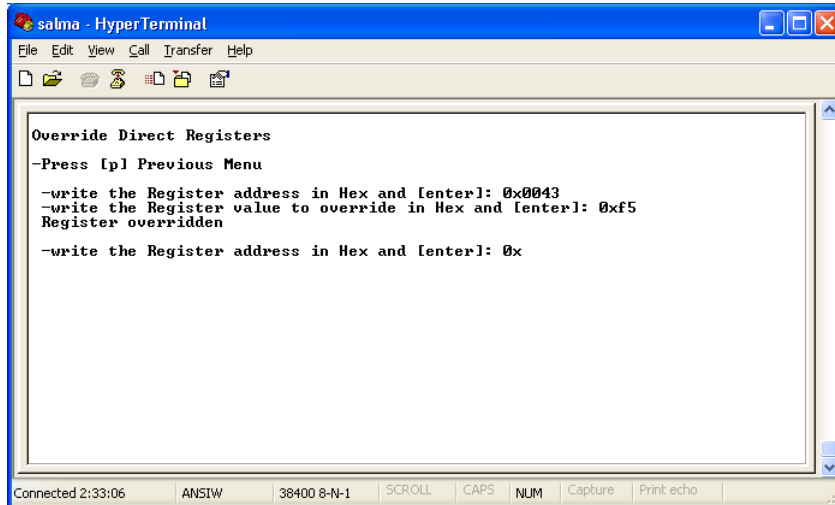 salma - HyperTerminal
File Edit View Call Transfer Help
Override Direct Registers
-Press [p] Previous Menu
-write the Register address in Hex and [enter]: 0x0043
-write the Register value to override in Hex and [enter]: 0xf5
Register overridden
-write the Register address in Hex and [enter]: 0x
Connected 2:33:06 ANSIW 38400 8-N-1 SCROLL CAPS NUM Capture Print echo